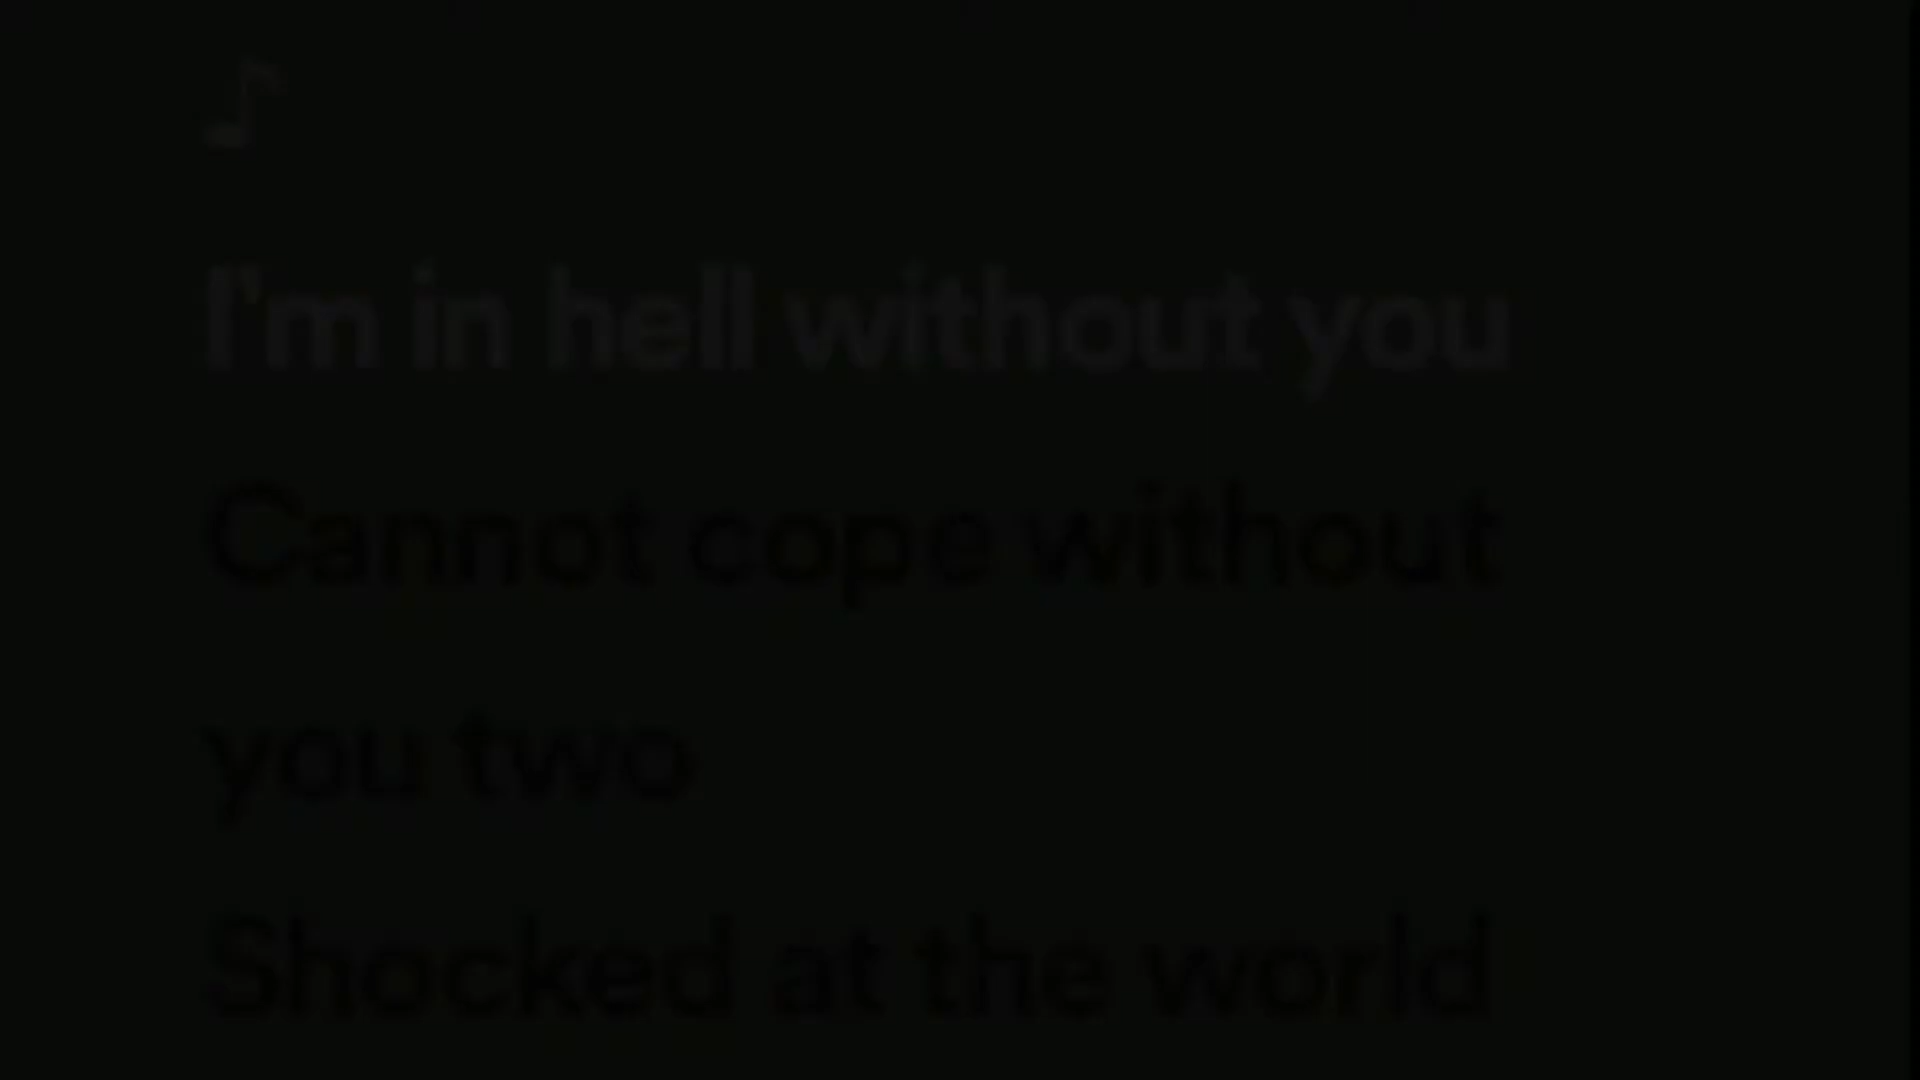 ♪
I'm in hell without you
Cannot cope without
you two
Shocked at the world